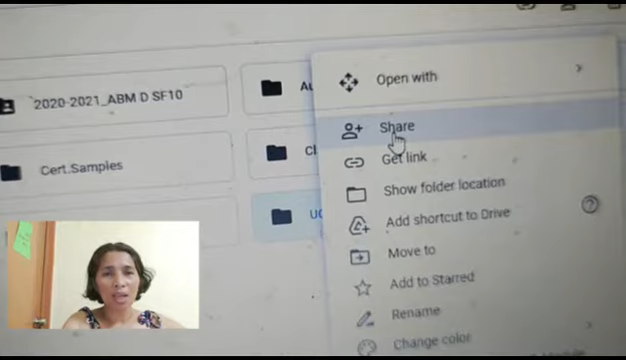 2020-2021_ABM D SF10
Cert.Samples
Open with
Share
Get link
Show folder location
Add shortcut to Drive
Move to
Add to Starred
Rename
Change color